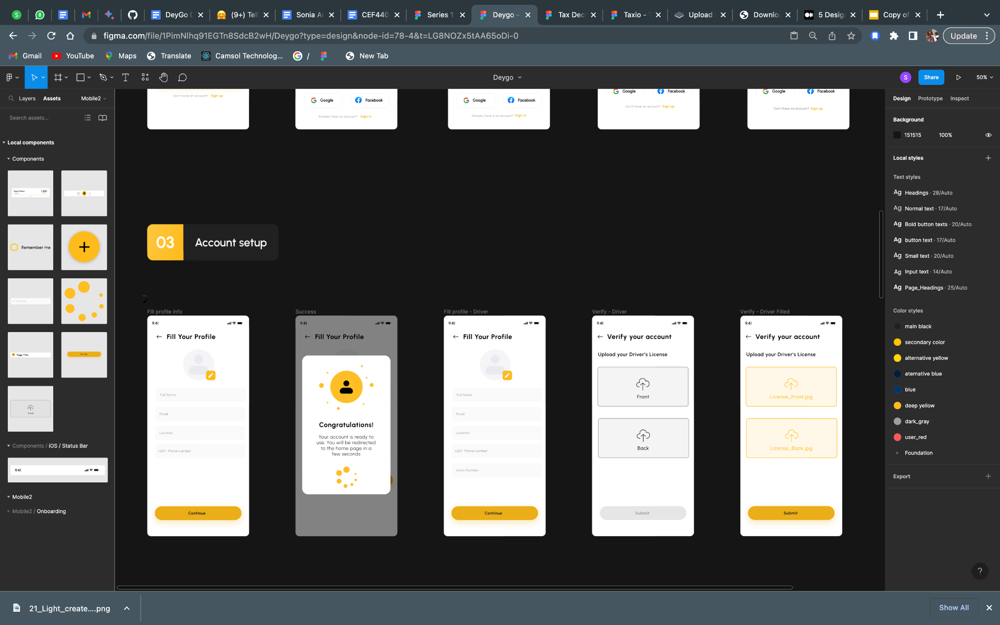 S
8
DeyGo D
(9+) Tell
Sonia Ar
CEF440
Series 1
Deygo –
Tax Decl
Taxio - T
Upload
Downlo
5 Desig
Copy of
figma.com/file/1PimNlhq91EGTn8SdcB2wH/Deygo?type=design&node-id=78-4&t=LG8NOZx5tAA65oDi-0
Update
Gmail
YouTube
Maps
Translate
Camsol Technolog...
/
New Tab
Deygo
S
Share
50%
Layers
Assets
Mobile2
Search assets...
Local components
Components
Remember me
Page Title
Front
Components / iOS / Status Bar
9:41
Mobile2
Mobile2 / Onboarding
Don't have an account? Sign up
Google
Facebook
Already have an account? Sign in
Google
Facebook
Already have a an account? Sign in
Google
Facebook
Don't have an account? Sign up
Google
Facebook
Don't have an account? Sign up
03
Account setup
...
FIll profile info
9:41
Fill Your Profile
Full Name
Email
Location
+237 Phone number
Continue
Success
9:41
Fill Your Profile
Congratulations!
Your account is ready to
use. You will be redirected
to the home page in a
few seconds
FIll profile - Driver
9:41
Fill Your Profile
Full Name
Email
Location
+237 Phone number
Union Number
Continue
Verify - Driver
9:41
Verify your account
Upload your Driver's License
Front
Back
Submit
Verify - Driver Filled
9:41
Verify your account
Upload your Driver's License
License_Front.jpg
License_Back.jpg
Submit
Design
Prototype
Inspect
Background
151515
100%
Local styles
Text styles
Ag Headings · 28/Auto
Ag Normal text · 17/Auto
Ag Bold button texts · 20/Auto
Ag button text · 17/Auto
Ag Small text · 20/Auto
Ag Input text · 14/Auto
Ag Page_Headings · 25/Auto
Color styles
main black
secondary color
alternative yellow
aternative blue
blue
deep yellow
dark_gray
user_red
Foundation
Export
?
21_Light_create....png
Show All